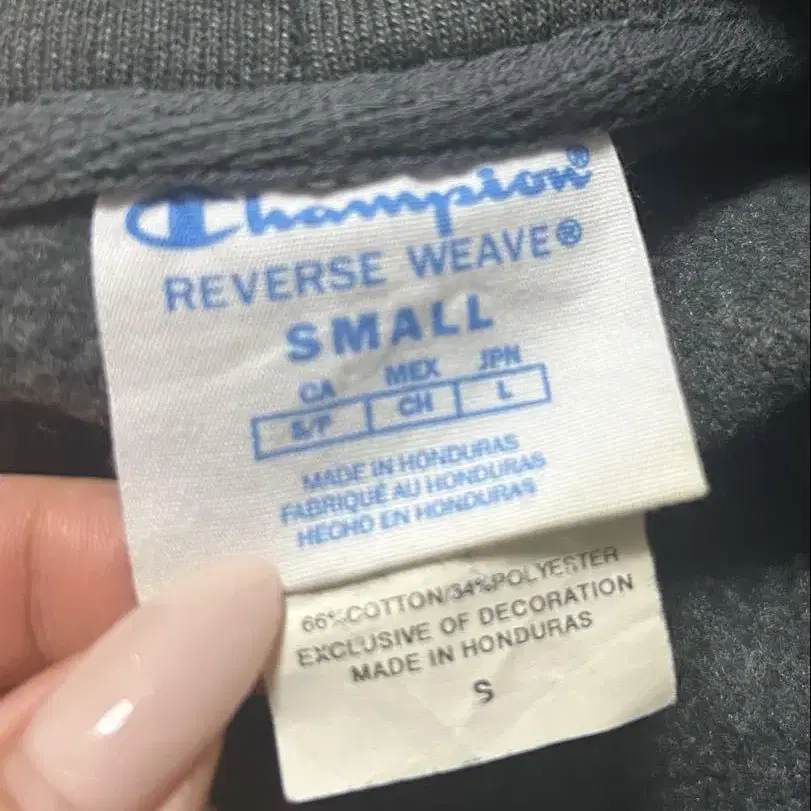 Champion®
REVERSE WEAVE®
SMALL
CA MEX JPN
S/P CH L
MADE IN HONDURAS
FABRIQUÉ AU HONDURAS
HECHO EN HONDURAS
66%COTTON/34%POLYESTER
EXCLUSIVE OF DECORATION
MADE IN HONDURAS
S